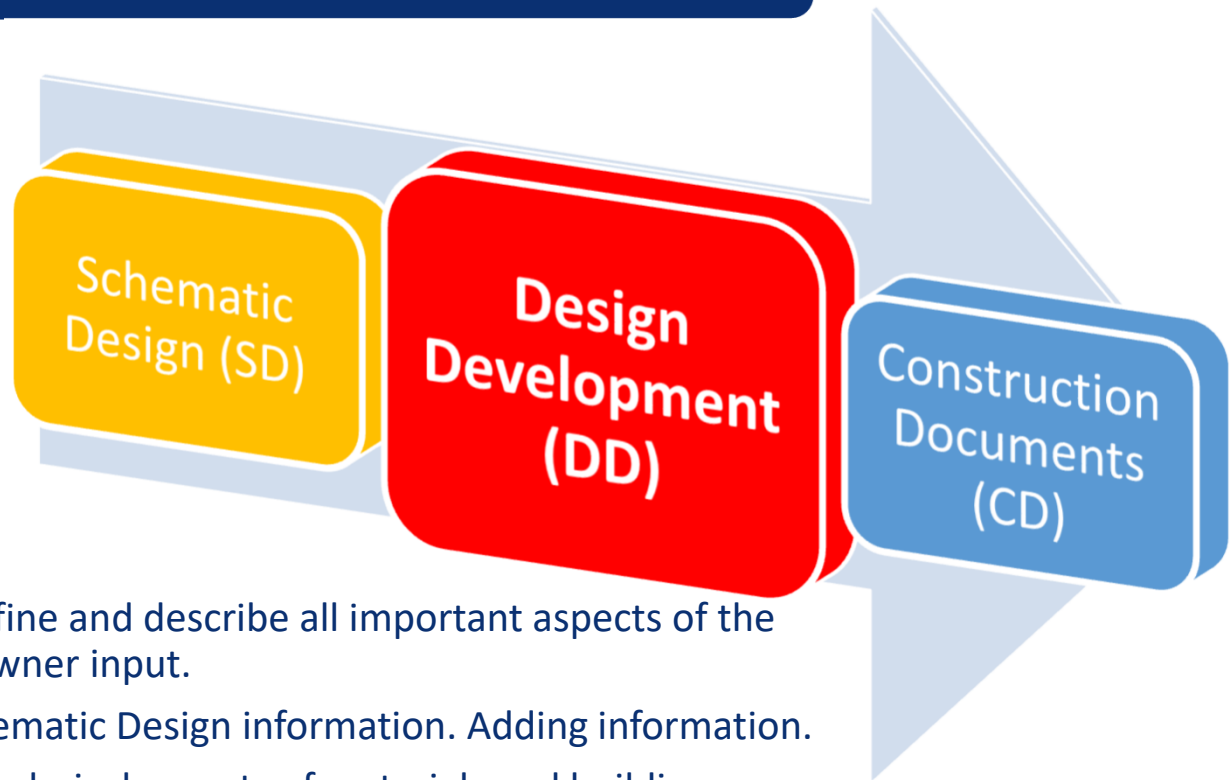 Schematic
Design (SD)
Design
Development
(DD)
Construction
Documents
(CD)
fine and describe all important aspects of the
wner input.
ematic Design information. Adding information.